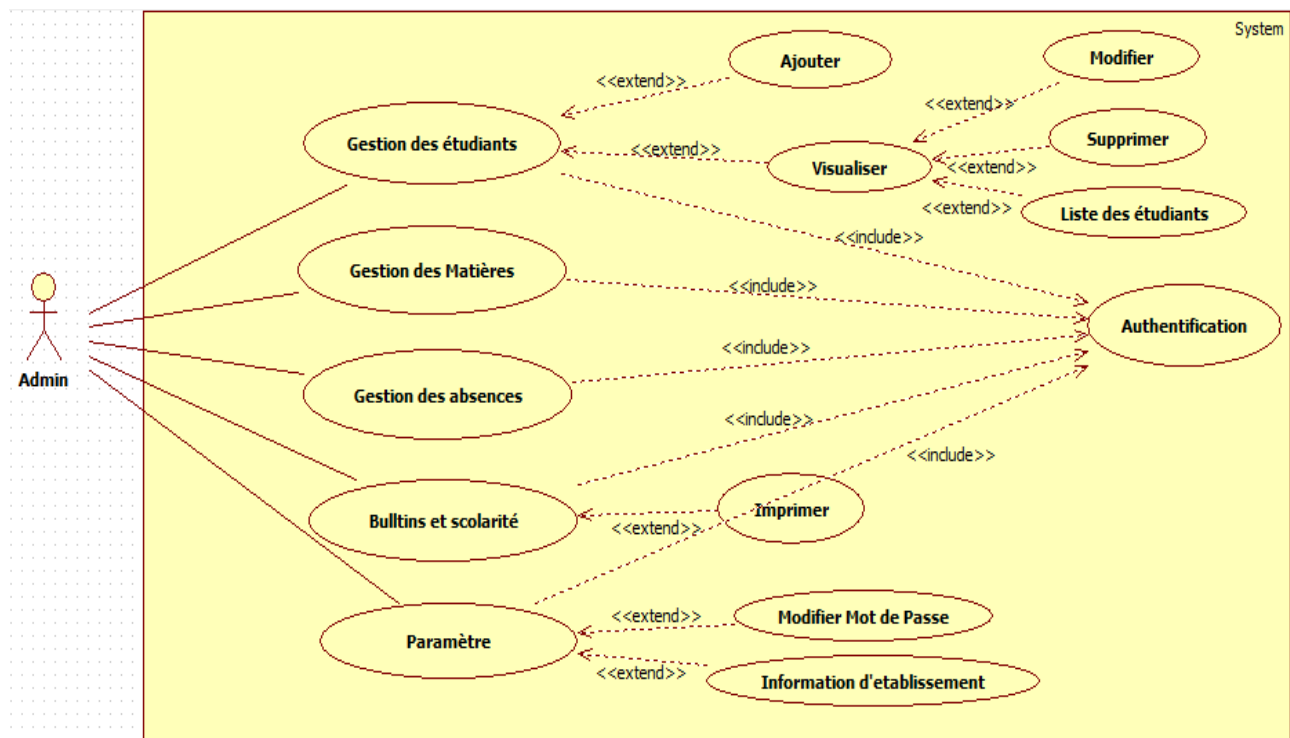 System
Ajouter
Modifier
<<extend>>
<<extend>>
Gestion des étudiants
<<extend>>
Visualiser
Supprimer
<<extend>>
<<extend>>
Liste des étudiants
<<include>>
Gestion des Matières
<<include>>
Authentification
<<include>>
Admin
Gestion des absences
<<include>>
<<include>>
Bulltins et scolarité
Imprimer
<<extend>>
<<extend>>
Modifier Mot de Passe
Paramètre
<<extend>>
Information d'etablissement